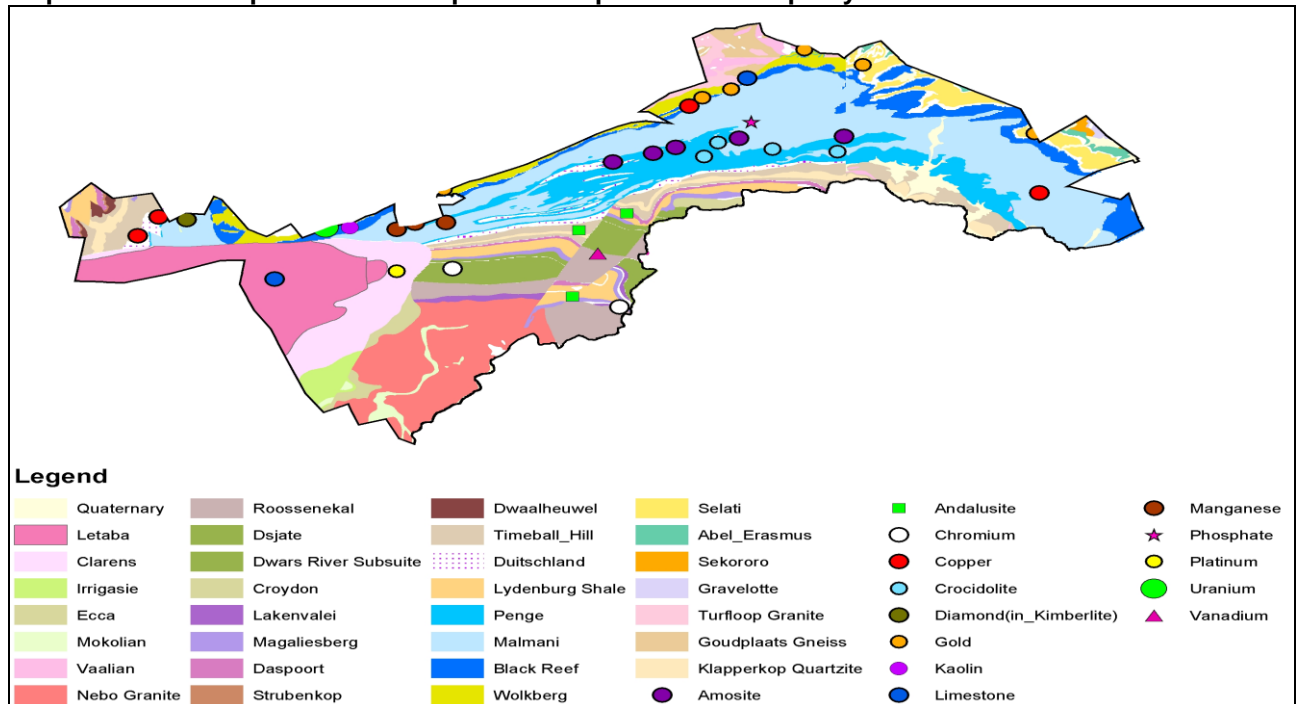 Legend
Quaternary
Letaba
Clarens
Irrigasie
Ecca
Mokolian
Vaalian
Nebo Granite
Roossenekal
Dsjate
Dwars River Subsuite
Croydon
Lakenvalei
Magaliesberg
Daspoort
Strubenkop
Dwaalheuwel
Timeball_Hill
Duitschland
Lydenburg Shale
Penge
Malmani
Black Reef
Wolkberg
Selati
Abel_Erasmus
Sekororo
Gravelotte
Turfloop Granite
Goudplaats Gneiss
Klapperkop Quartzite
Amosite
Andalusite
Chromium
Copper
Crocidolite
Diamond(in_Kimberlite)
Gold
Kaolin
Limestone
Manganese
Phosphate
Platinum
Uranium
Vanadium